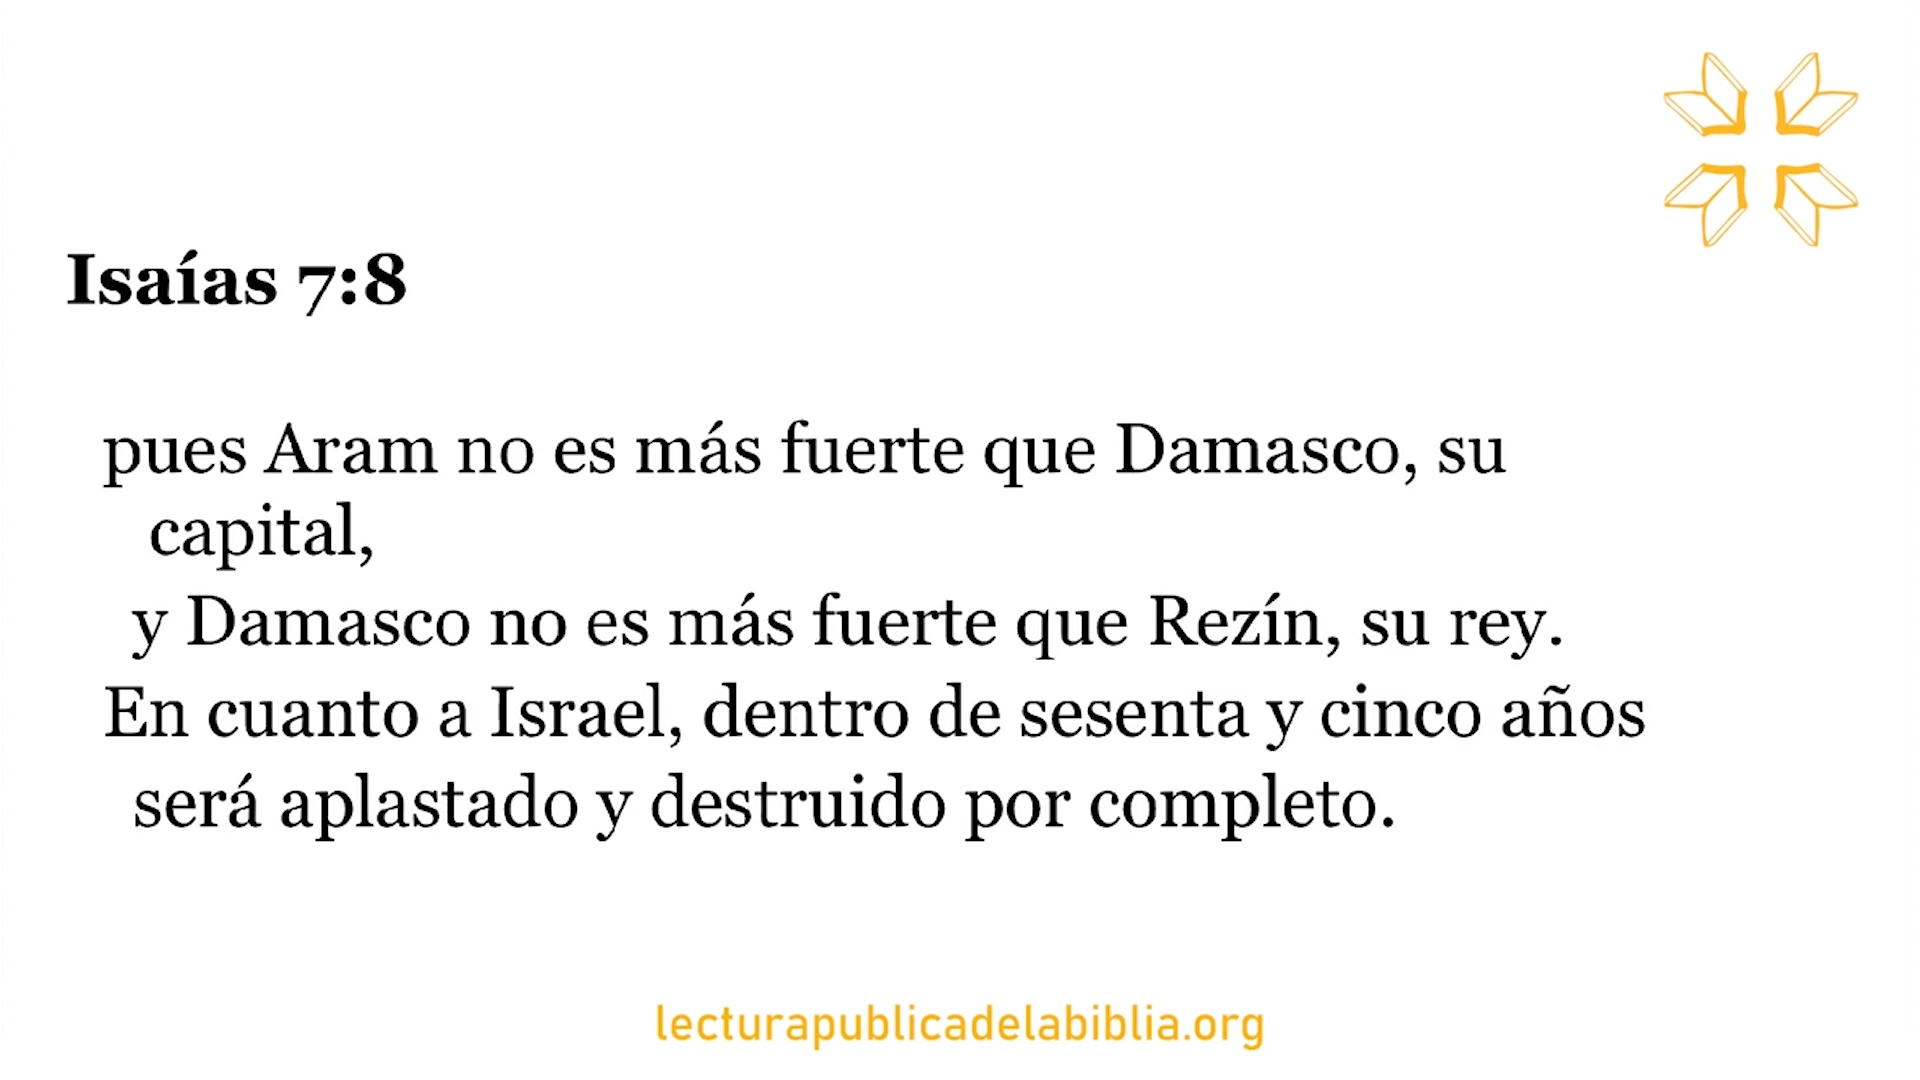 Isaías 7:8
pues Aram no es más fuerte que Damasco, su
capital,
y Damasco no es más fuerte que Rezín, su rey.
En cuanto a Israel, dentro de sesenta y cinco años
será aplastado y destruido por completo.
lecturapublicadelabiblia.org